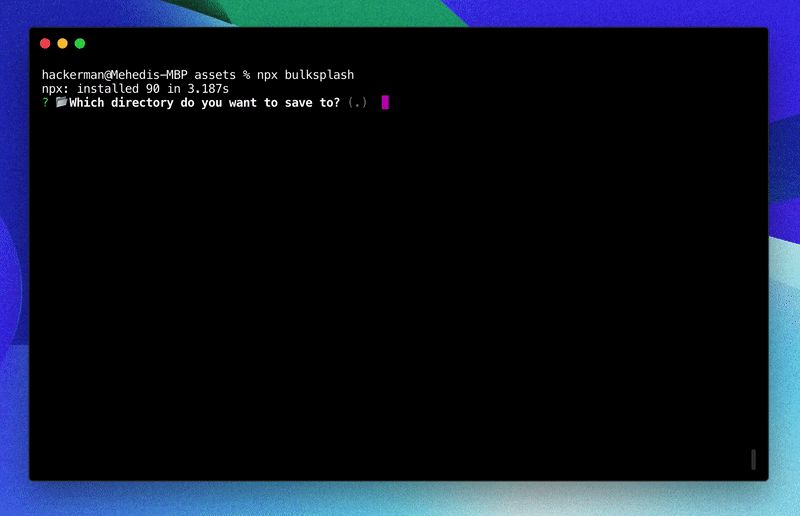 hackerman@Mehedis-MBP assets % npx bulksplash
npx: installed 90 in 3.187s
? 📂Which directory do you want to save to? (.)